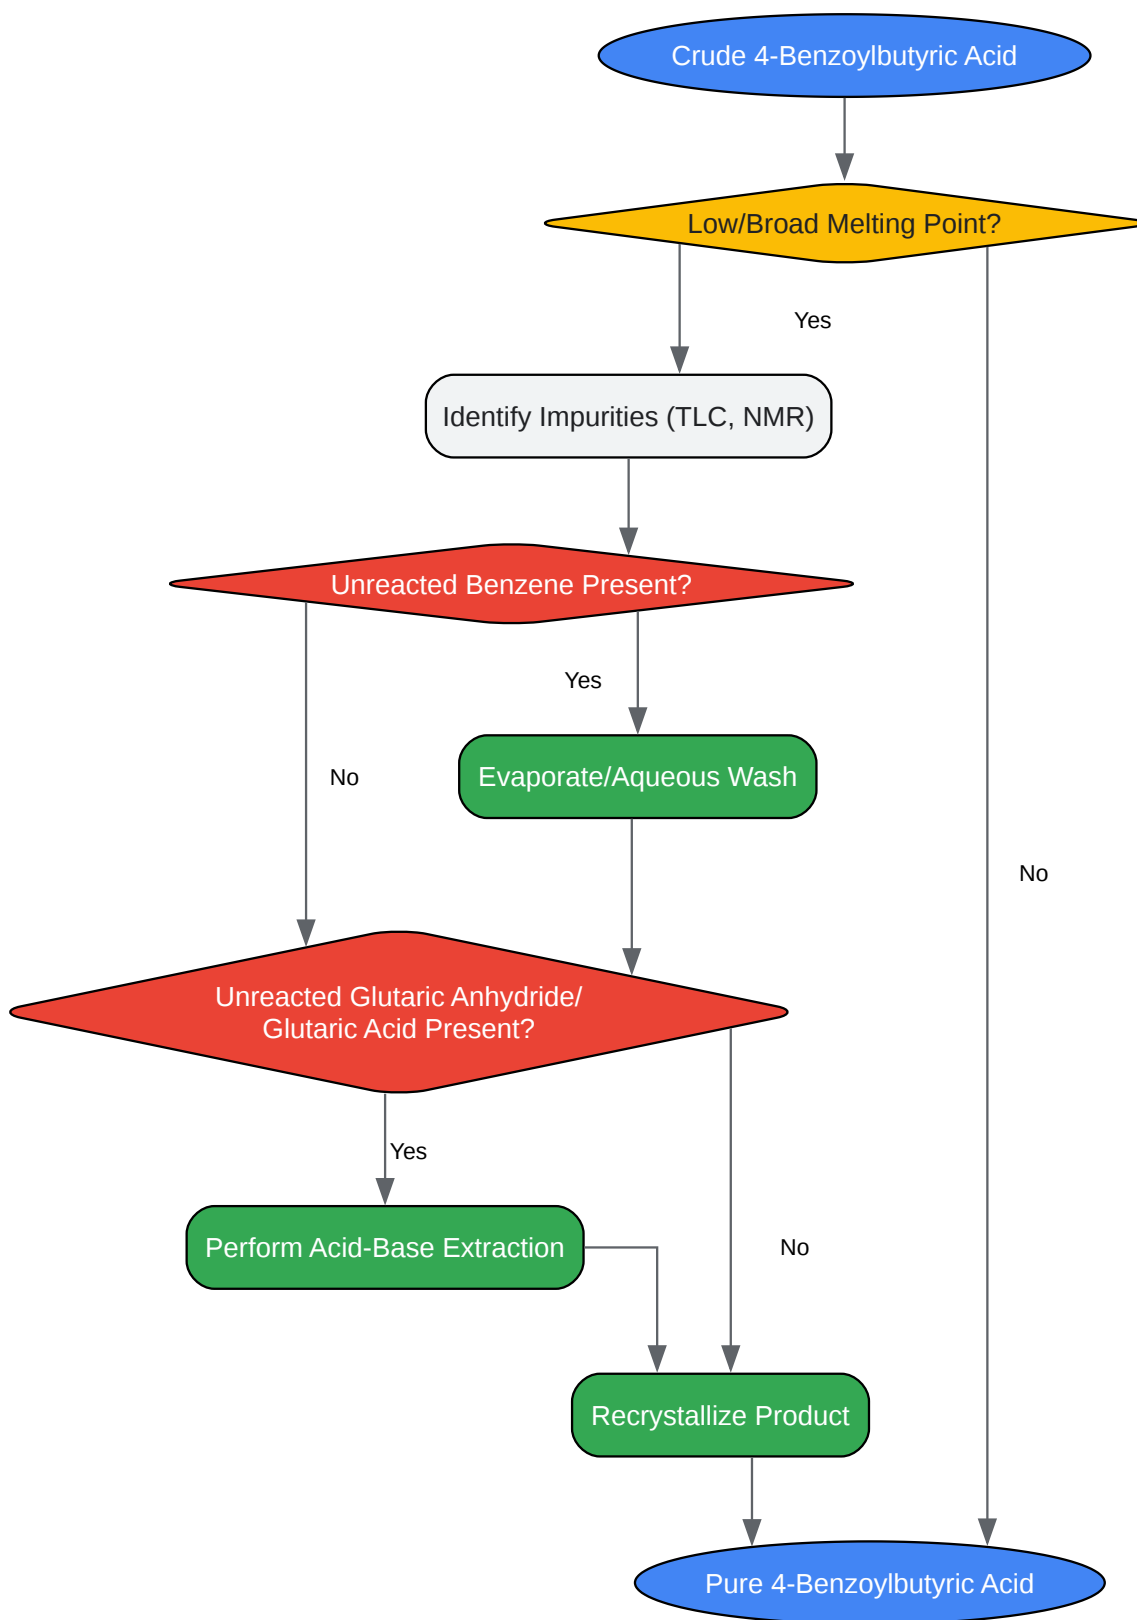 Crude 4-Benzoylbutyric Acid
Low/Broad Melting Point?
Yes
Identify Impurities (TLC, NMR)
Unreacted Benzene Present?
Yes
Evaporate/Aqueous Wash
No
No
Unreacted Glutaric Anhydride/
Glutaric Acid Present?
Yes
Perform Acid-Base Extraction
No
Recrystallize Product
Pure 4-Benzoylbutyric Acid